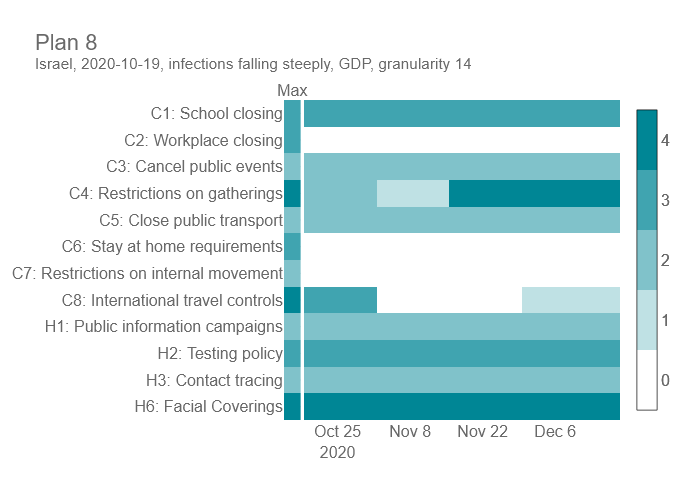 Plan 8
Israel, 2020-10-19, infections falling steeply, GDP, granularity 14
Max
C1: School closing
C2: Workplace closing
C3: Cancel public events
C4: Restrictions on gatherings
C5: Close public transport
C6: Stay at home requirements
C7: Restrictions on internal movement
C8: International travel controls
H1: Public information campaigns
H2: Testing policy
H3: Contact tracing
H6: Facial Coverings
Oct 25 Nov 8 Nov 22 Dec 6
2020
4
3
2
1
0